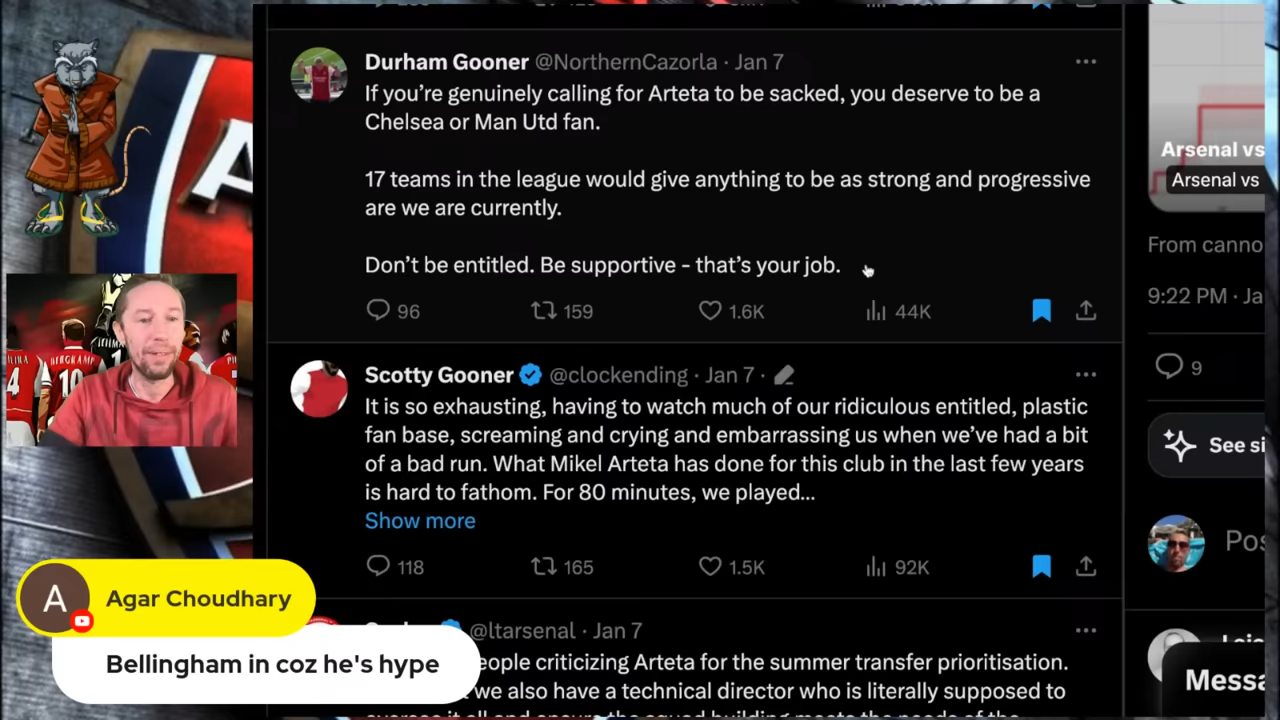 Durham Gooner @NorthernCazorla · Jan 7
If you're genuinely calling for Arteta to be sacked, you deserve to be a
Chelsea or Man Utd fan.
17 teams in the league would give anything to be as strong and progressive
are we are currently.
Don't be entitled. Be supportive – that's your job.
96 159 1.6K 44K
Scotty Gooner @clockending · Jan 7 ·
It is so exhausting, having to watch much of our ridiculous entitled, plastic
fan base, screaming and crying and embarrassing us when we've had a bit
of a bad run. What Mikel Arteta has done for this club in the last few years
is hard to fathom. For 80 minutes, we played...
Show more
118 165 1.5K 92K
@ltarsenal · Jan 7
eople criticizing Arteta for the summer transfer prioritisation.
we also have a technical director who is literally supposed to
Arsenal vs
Arsenal vs
From canno
9:22 PM · Ja
9
See si
Pos
Messa
BERGKAMP
4
10
A
Agar Choudhary
Bellingham in coz he's hype